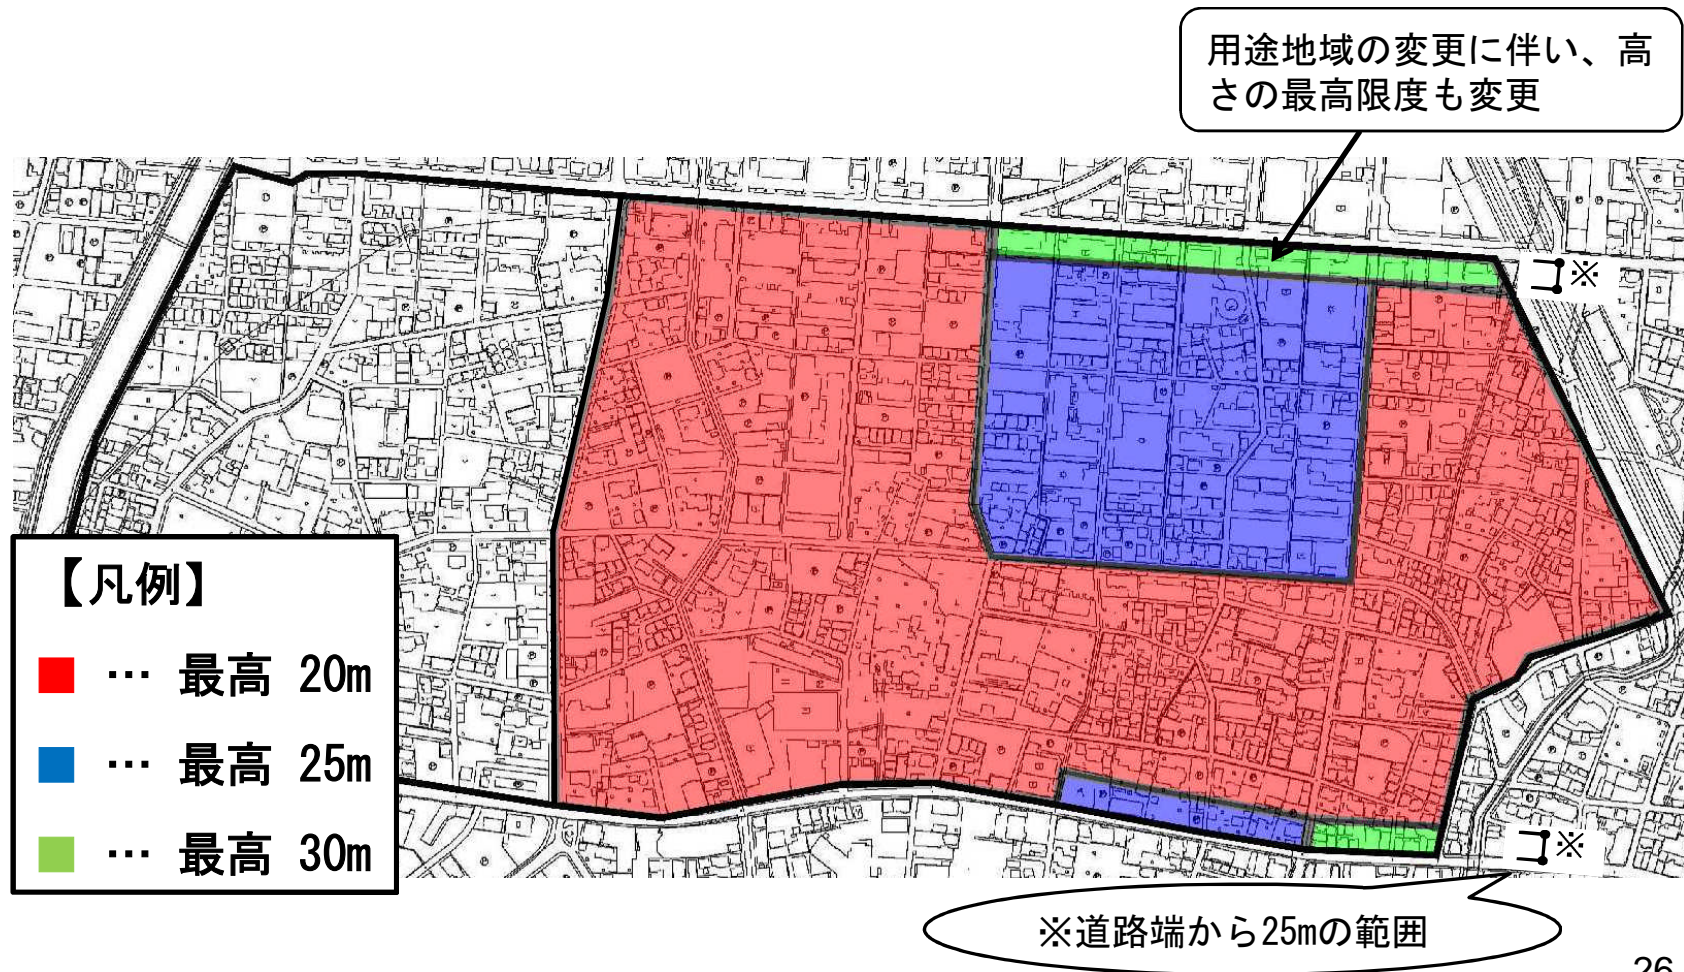 用途地域の変更に伴い、高
さの最高限度も変更
※
【凡例】
… 最高 20m
… 最高 25m
… 最高 30m
※
※道路端から25mの範囲
26